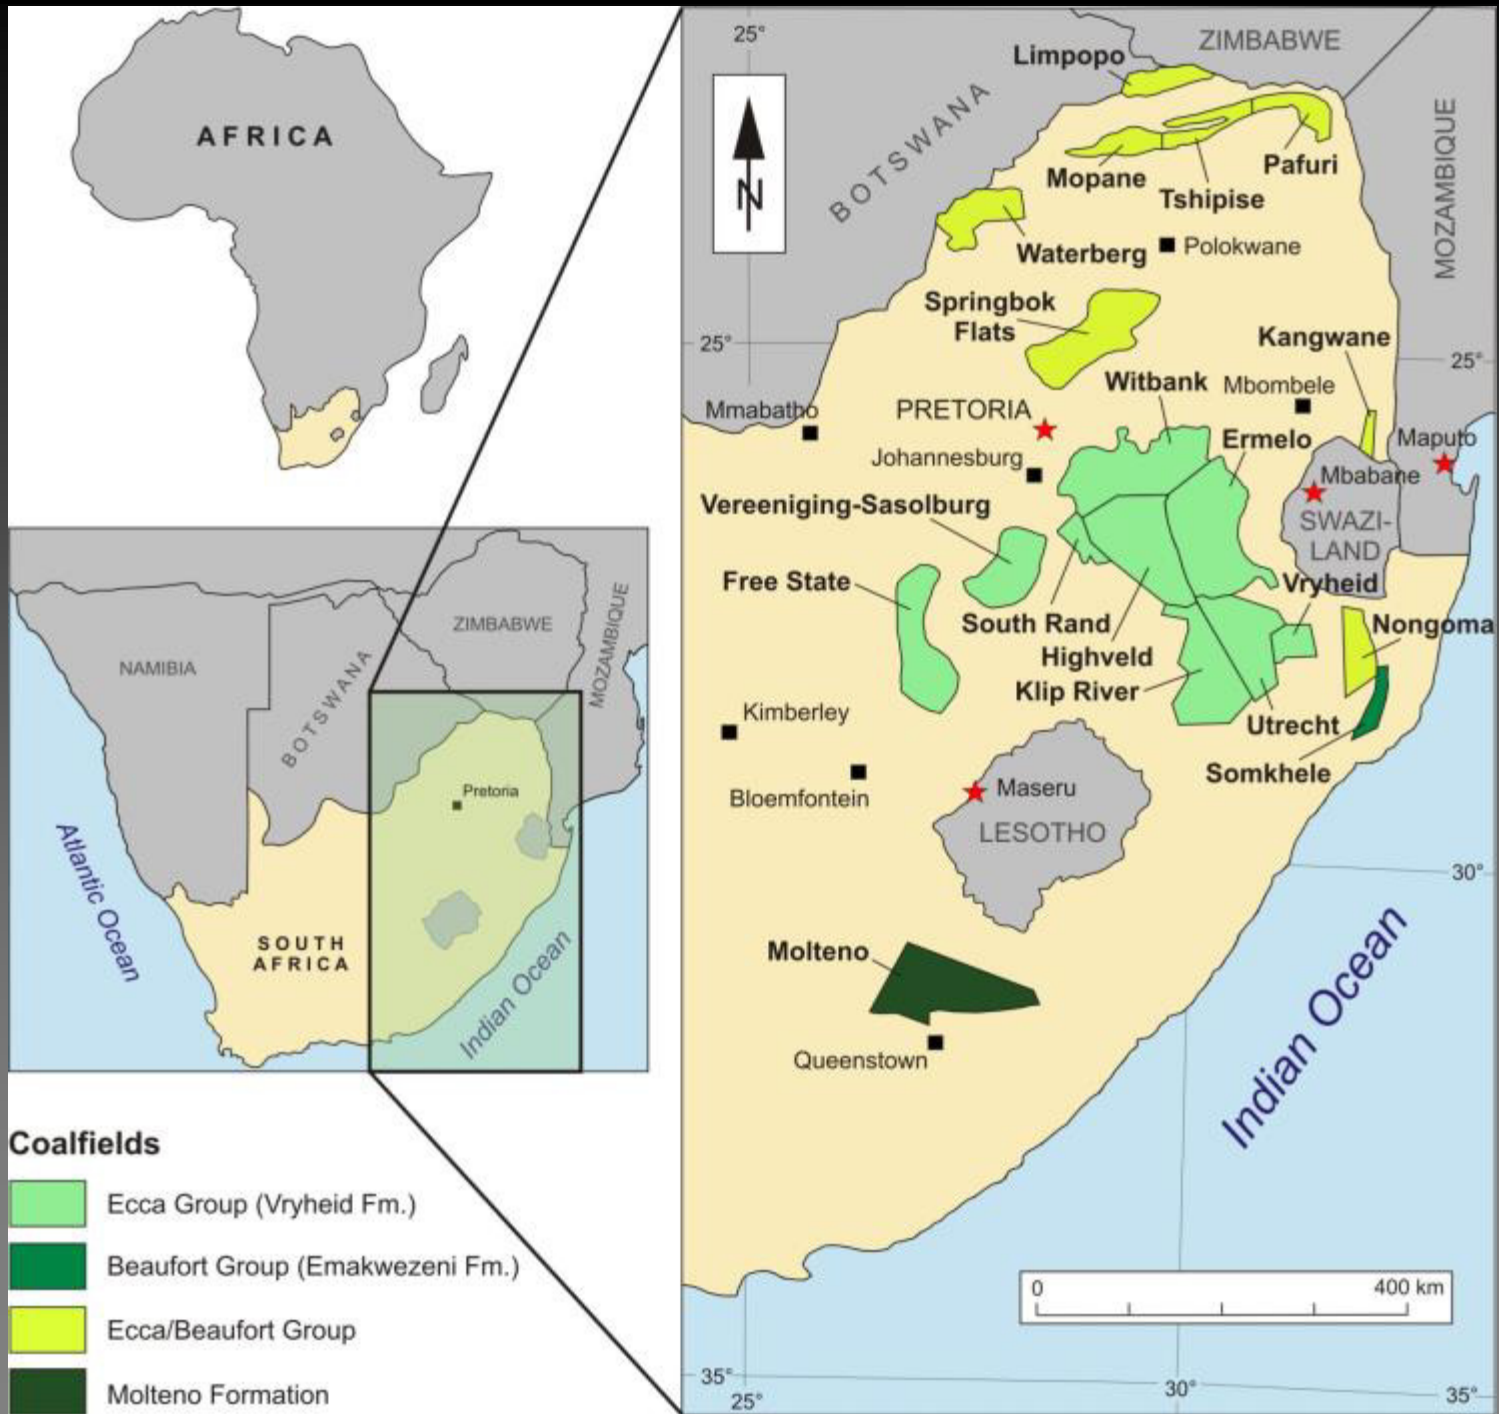 AFRICA
NAMIBIA
BOTSWANA
ZIMBABWE
MOZAMBIQUE
Pretoria
SOUTH
AFRICA
Atlantic Ocean
Indian Ocean
Coalfields
Ecca Group (Vryheid Fm.)
Beaufort Group (Emakwezeni Fm.)
Ecca/Beaufort Group
Molteno Formation
25°
ZIMBABWE
Limpopo
BOTSWANA
MOZAMBIQUE
N
Pafuri
Mopane
Tshipise
Waterberg
Polokwane
Springbok
Flats
Kangwane
25°
25°
Witbank
Mbombele
Mmabatho
PRETORIA
Ermelo
Maputo
Johannesburg
Mbabane
Vereeniging-Sasolburg
SWAZI-
LAND
Free State
Vryheid
South Rand
Nongoma
Highveld
Klip River
Kimberley
Utrecht
Somkhele
Bloemfontein
Maseru
LESOTHO
30°
Molteno
Queenstown
Indian Ocean
0
400 km
35°
25°
30°
35°